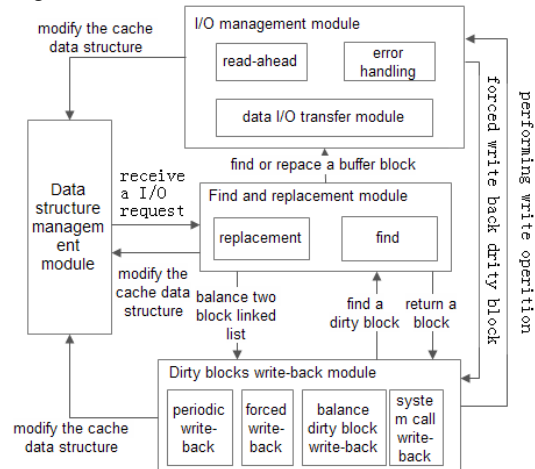 I/O management module
modify the
cache
data structure
read-ahead
error
handling
data I/O transfer module
find or repace a buffer block
Data
structure
managem
ent
module
receive
a I/O
request
Find and replacement module
replacement
find
modify the
cache data
structure
balance two
block linked
list
find a
dirty block
return a
block
forced write back drity block
performing write operition
Dirty blocks write-back module
periodic
write-
back
forced
write-
back
balance
dirty block
write-back
syste
m call
write-
back
modify the cache
data structure